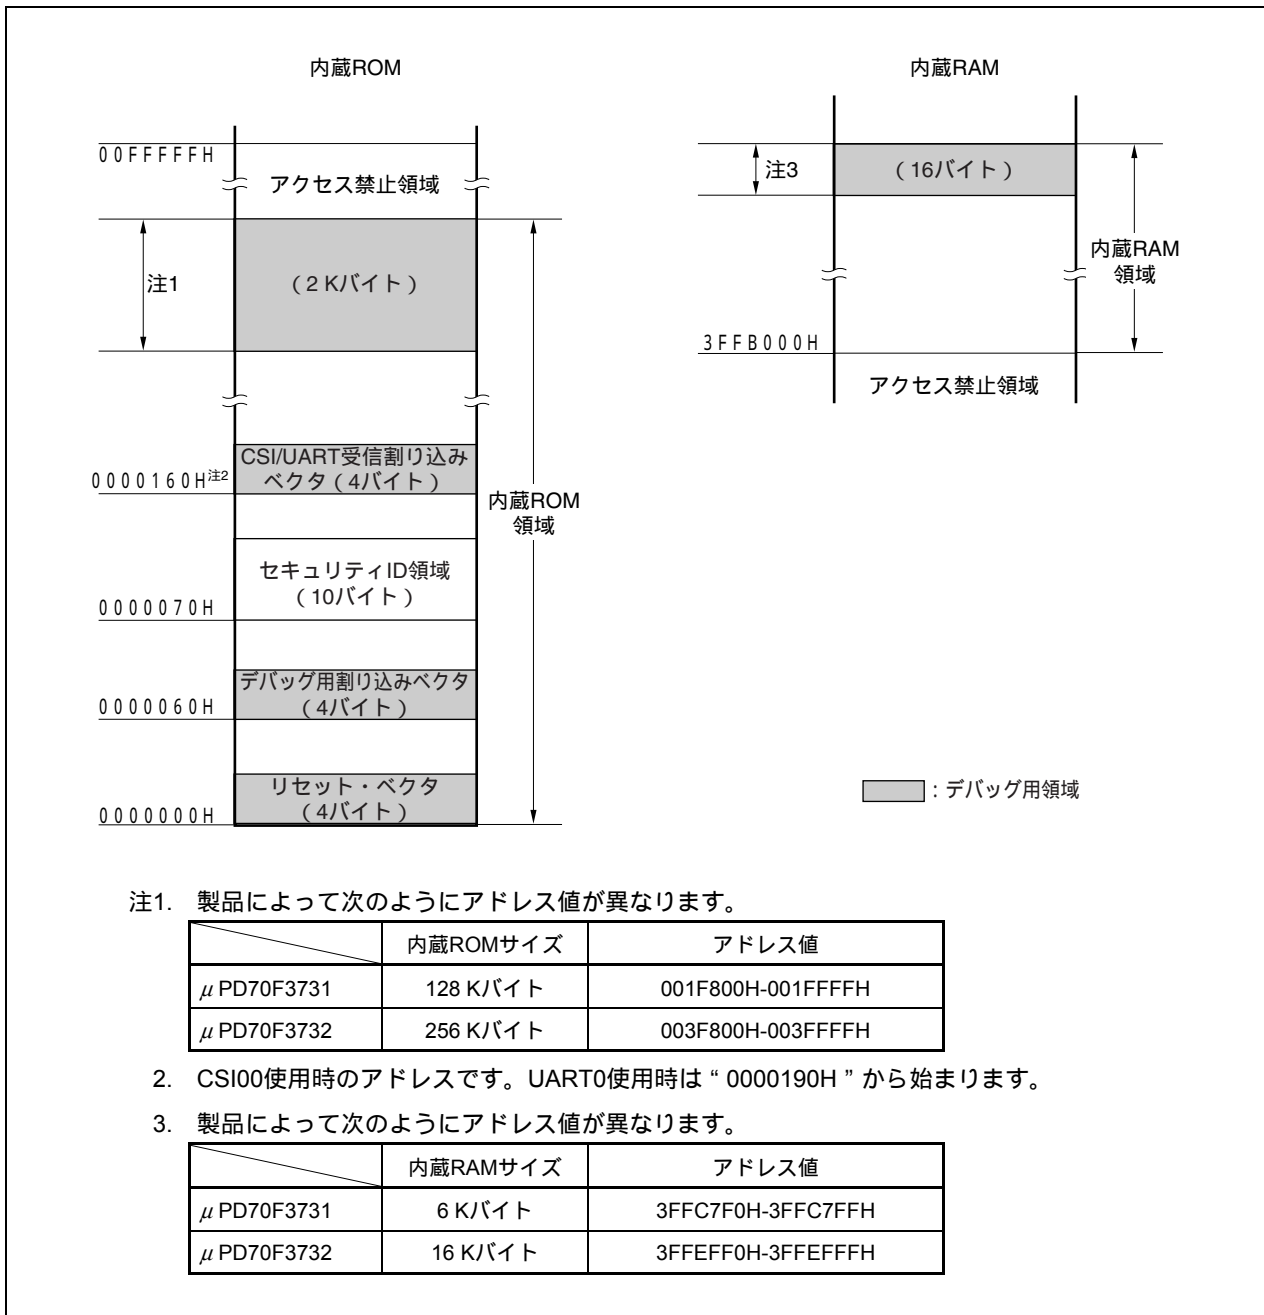 内蔵ROM
00FFFFFH
アクセス禁止領域
注1
（2 Kバイト）
CSI/UART受信割り込み
ベクタ（4バイト）
0000160H注2
内蔵ROM
領域
セキュリティID領域
（10バイト）
0000070H
デバッグ用割り込みベクタ
（4バイト）
0000060H
リセット・ベクタ
（4バイト）
0000000H
内蔵RAM
注3
（16バイト）
内蔵RAM
領域
3FFB000H
アクセス禁止領域
：デバッグ用領域
注1. 製品によって次のようにアドレス値が異なります。
内蔵ROMサイズ アドレス値
μPD70F3731 128 Kバイト 001F800H-001FFFFH
μPD70F3732 256 Kバイト 003F800H-003FFFFH
2. CSI00使用時のアドレスです。UART0使用時は“0000190H”から始まります。
3. 製品によって次のようにアドレス値が異なります。
内蔵RAMサイズ アドレス値
μPD70F3731 6 Kバイト 3FFC7F0H-3FFC7FFH
μPD70F3732 16 Kバイト 3FFEFF0H-3FFEFFFH